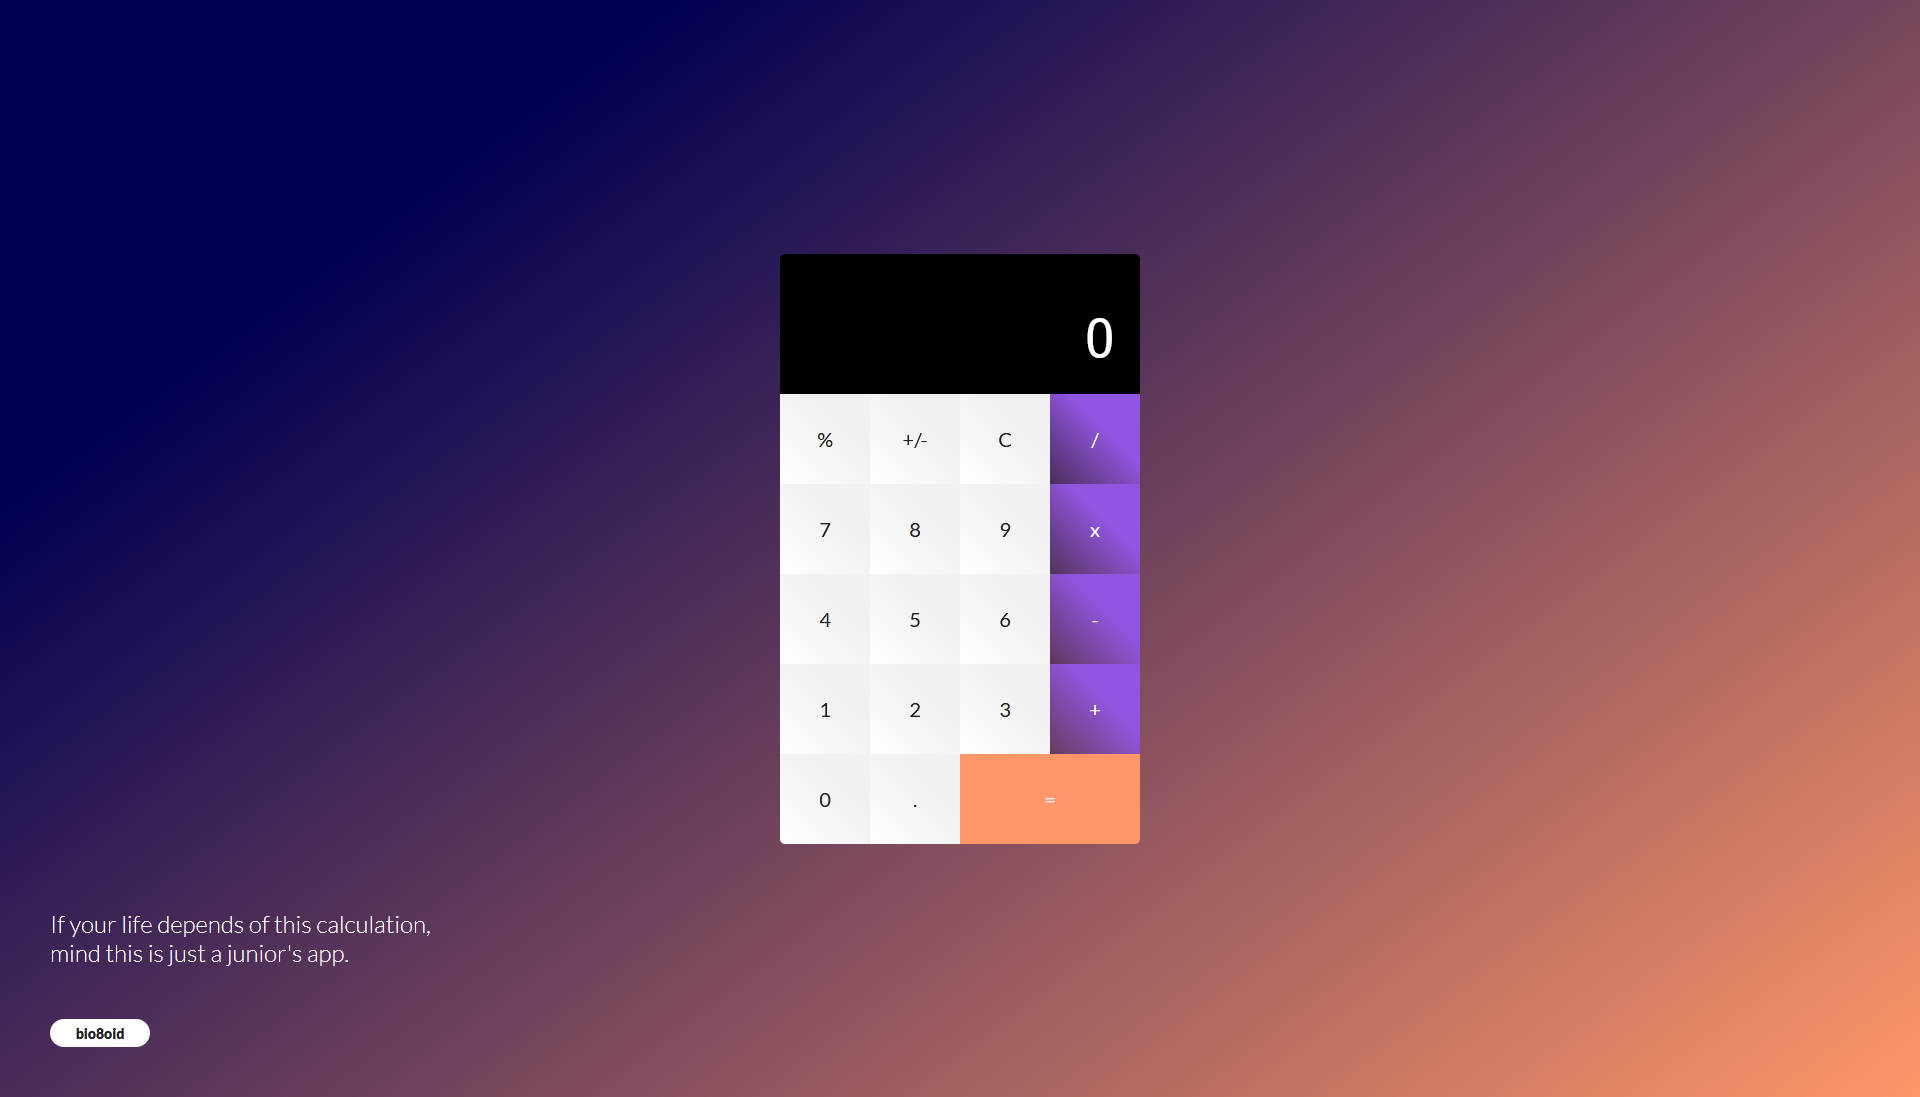 0
% +/- C /
7 8 9 x
4 5 6 -
1 2 3 +
0 . =
If your life depends of this calculation,
mind this is just a junior's app.
bio8oid